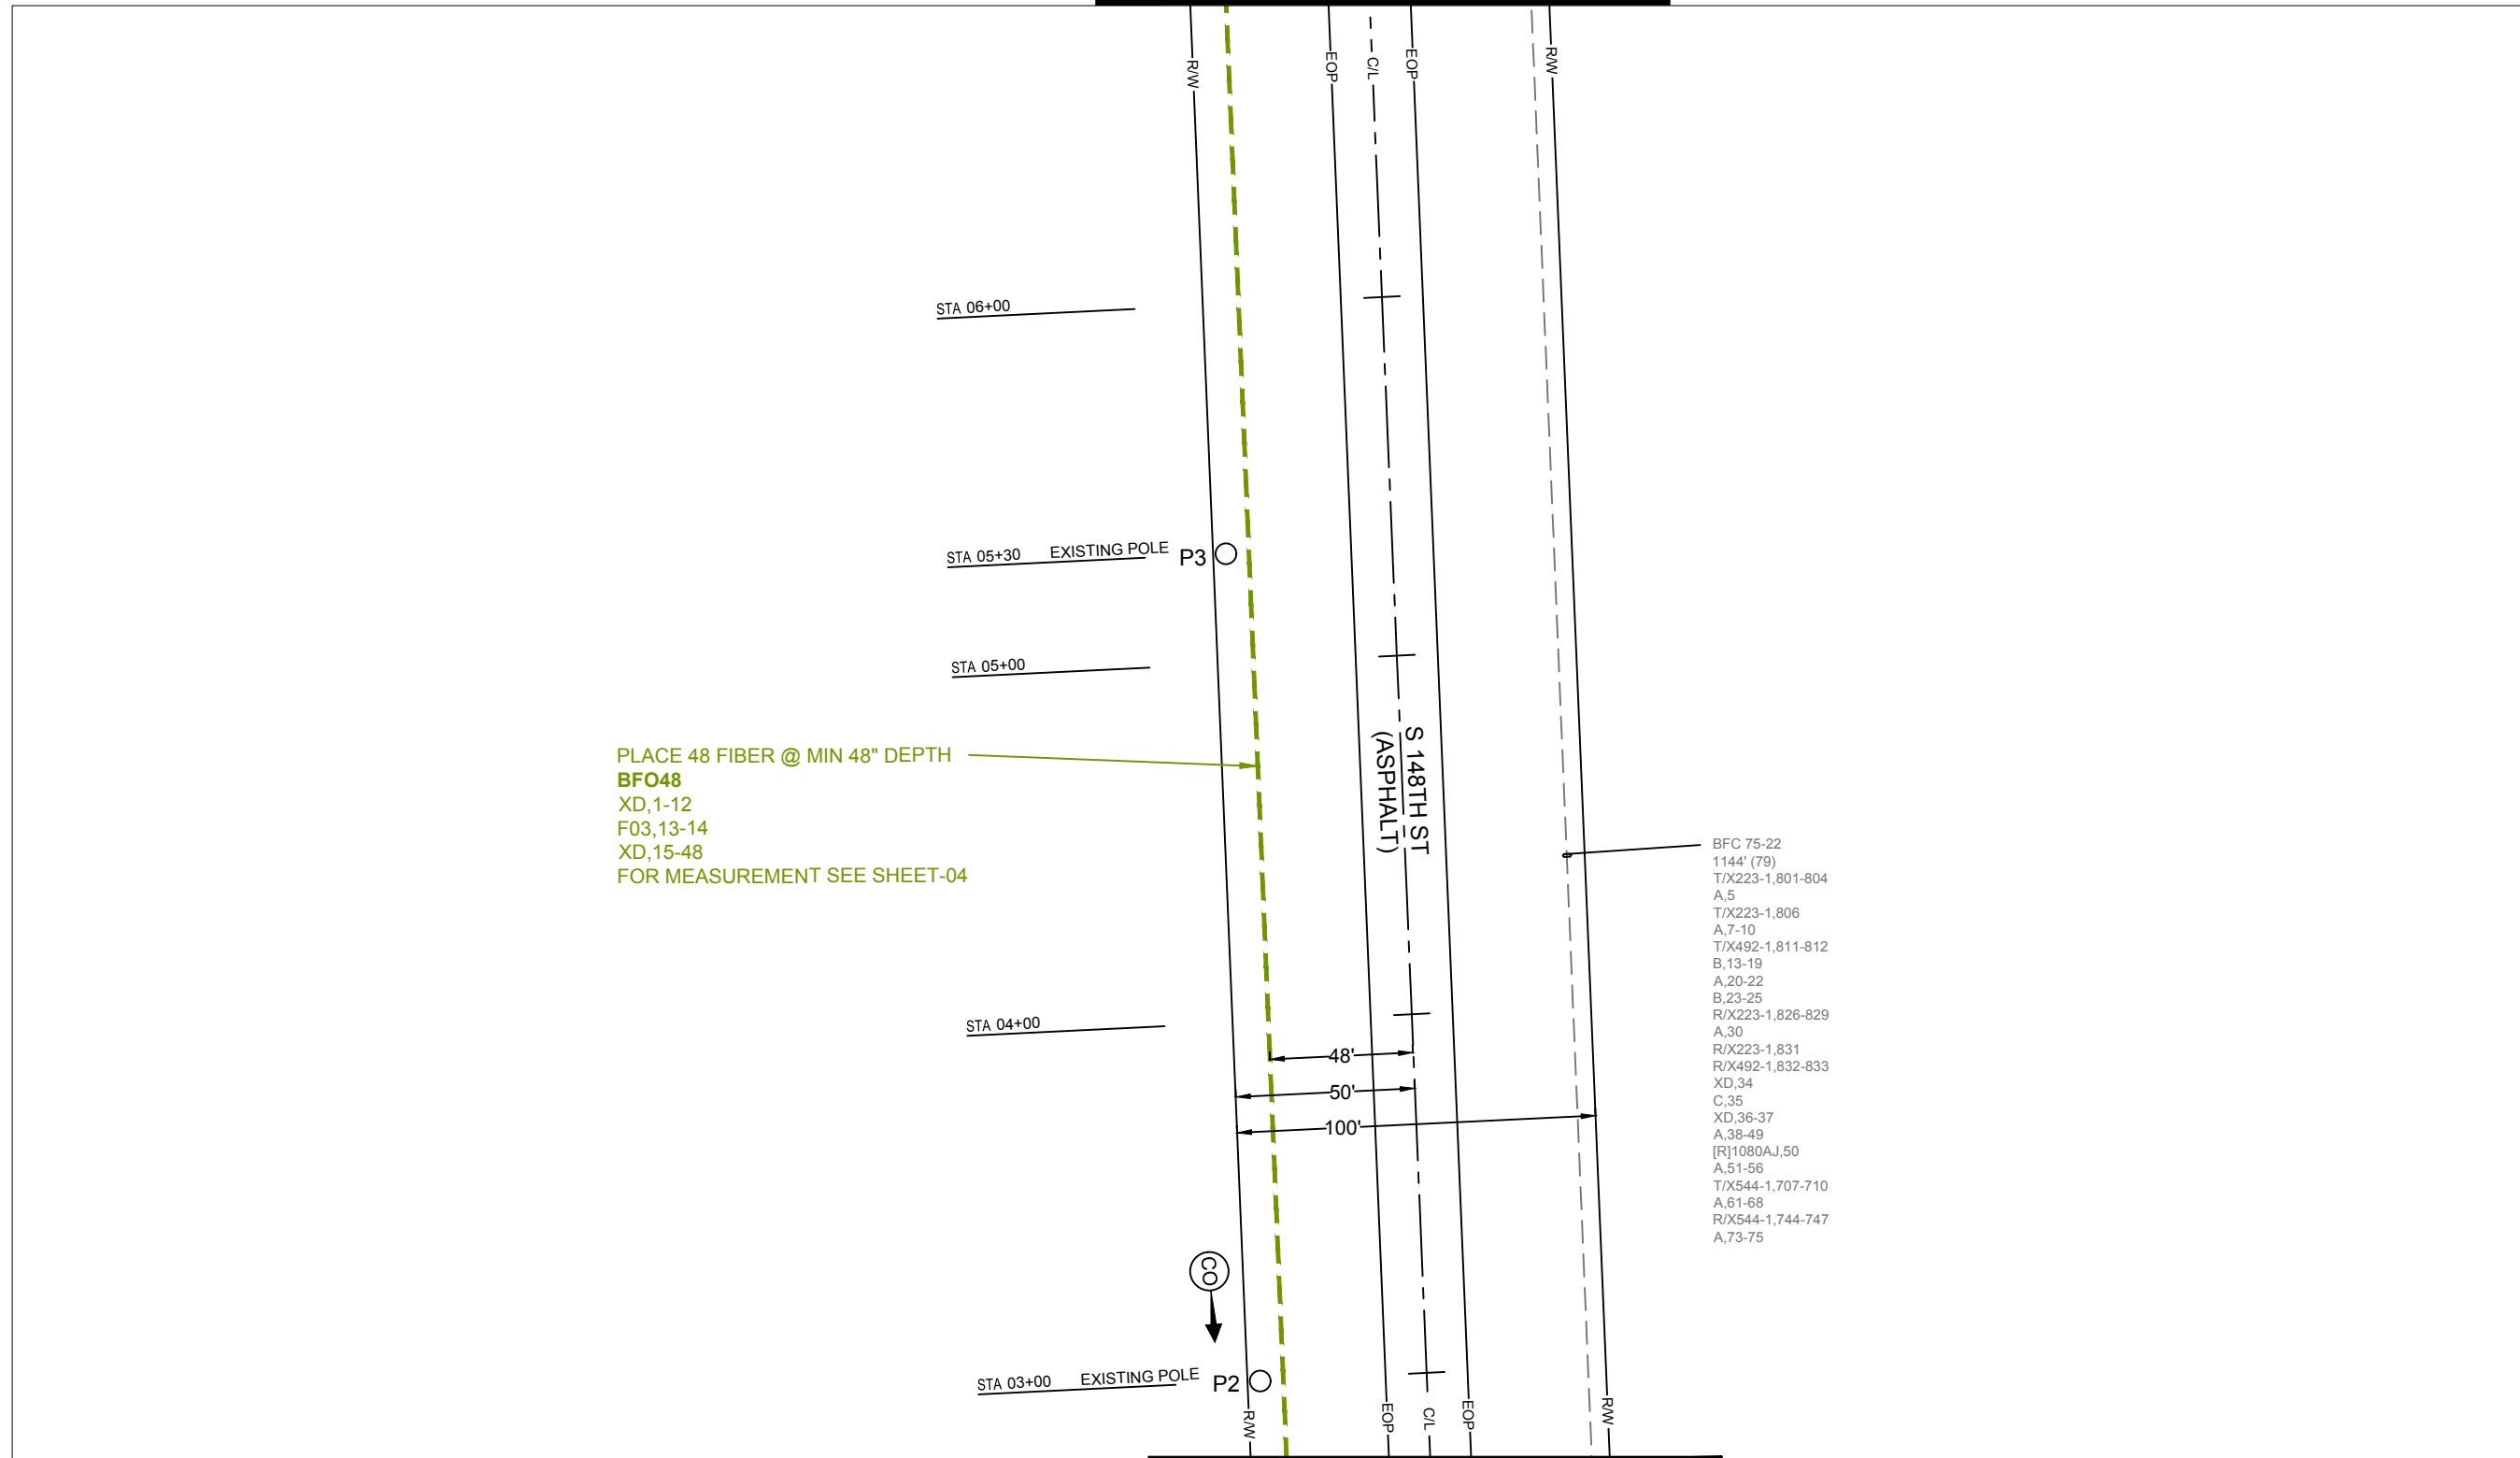 R/W
EOP
C/L
EOP
R/W
STA 06+00
STA 05+30 EXISTING POLE P3
STA 05+00
S 148TH ST
(ASPHALT)
PLACE 48 FIBER @ MIN 48" DEPTH
BFO48
XD,1-12
F03,13-14
XD,15-48
FOR MEASUREMENT SEE SHEET-04
BFC 75-22
1144' (79)
T/X223-1,801-804
A,5
T/X223-1,806
A,7-10
T/X492-1,811-812
B,13-19
A,20-22
B,23-25
R/X223-1,826-829
A,30
R/X223-1,831
R/X492-1,832-833
XD,34
C,35
XD,36-37
A,38-49
[R]1080AJ,50
A,51-56
T/X544-1,707-710
A,61-68
R/X544-1,744-747
A,73-75
STA 04+00
48'
50'
100'
CO
STA 03+00 EXISTING POLE P2
R/W
EOP
C/L
EOP
R/W